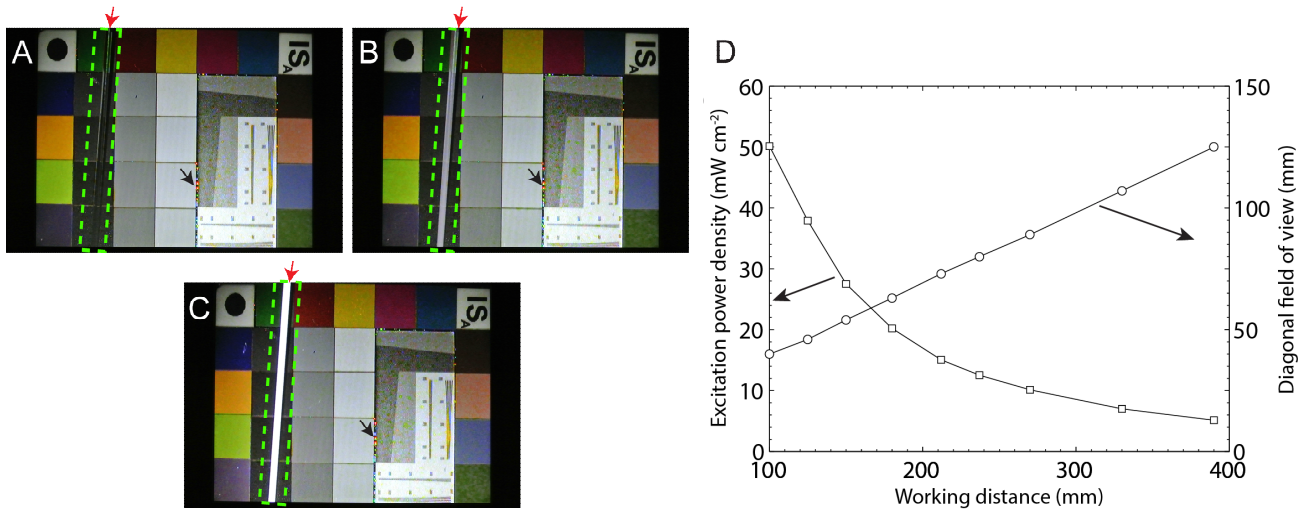 A
IS
A
B
IS
A
C
IS
A
D
60
50
40
30
20
10
0
Excitation power density (mW cm-2)
150
100
50
0
Diagonal field of view (mm)
100
200
300
400
Working distance (mm)